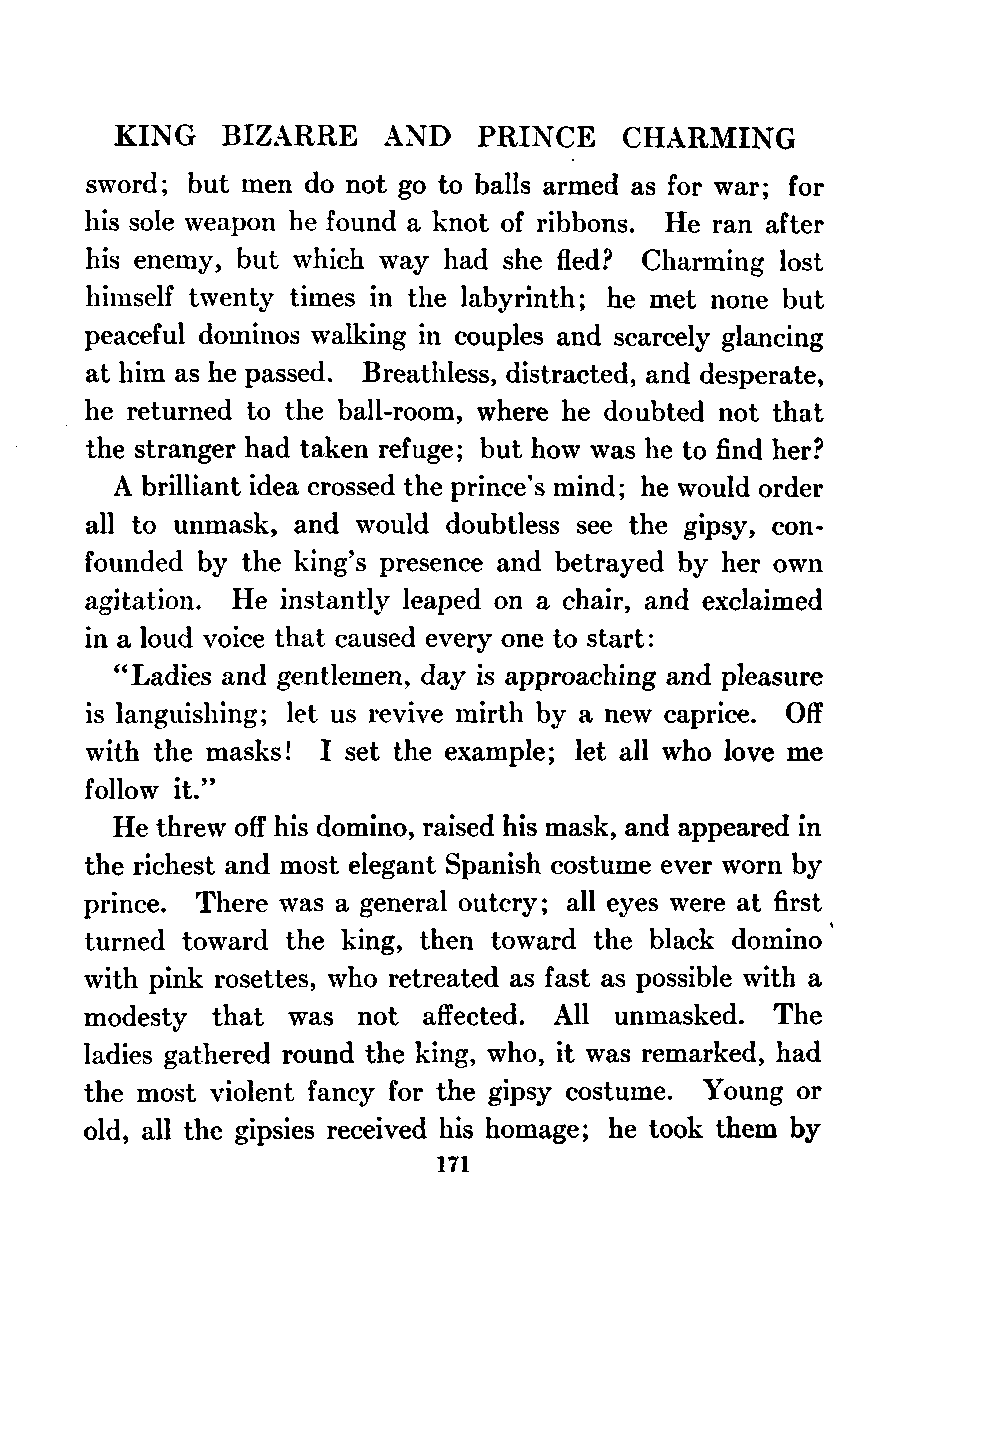 KING BIZARRE AND PRINCE CHARMING
sword; but men do not go to balls armed as for war; for
his sole weapon he found a knot of ribbons. He ran after
his enemy, but which way had she fled? Charming lost
himself twenty times in the labyrinth; he met none but
peaceful dominos walking in couples and scarcely glancing
at him as he passed. Breathless, distracted, and desperate,
he returned to the ball-room, where he doubted not that
the stranger had taken refuge; but how was he to find her?
A brilliant idea crossed the prince's mind; he would order
all to unmask, and would doubtless see the gipsy, con-
founded by the king's presence and betrayed by her own
agitation. He instantly leaped on a chair, and exclaimed
in a loud voice that caused every one to start:
“Ladies and gentlemen, day is approaching and pleasure
is languishing; let us revive mirth by a new caprice. Off
with the masks! I set the example; let all who love me
follow it.”
He threw off his domino, raised his mask, and appeared in
the richest and most elegant Spanish costume ever worn by
prince. There was a general outcry; all eyes were at first
turned toward the king, then toward the black domino
with pink rosettes, who retreated as fast as possible with a
modesty that was not affected. All unmasked. The
ladies gathered round the king, who, it was remarked, had
the most violent fancy for the gipsy costume. Young or
old, all the gipsies received his homage; he took them by
171